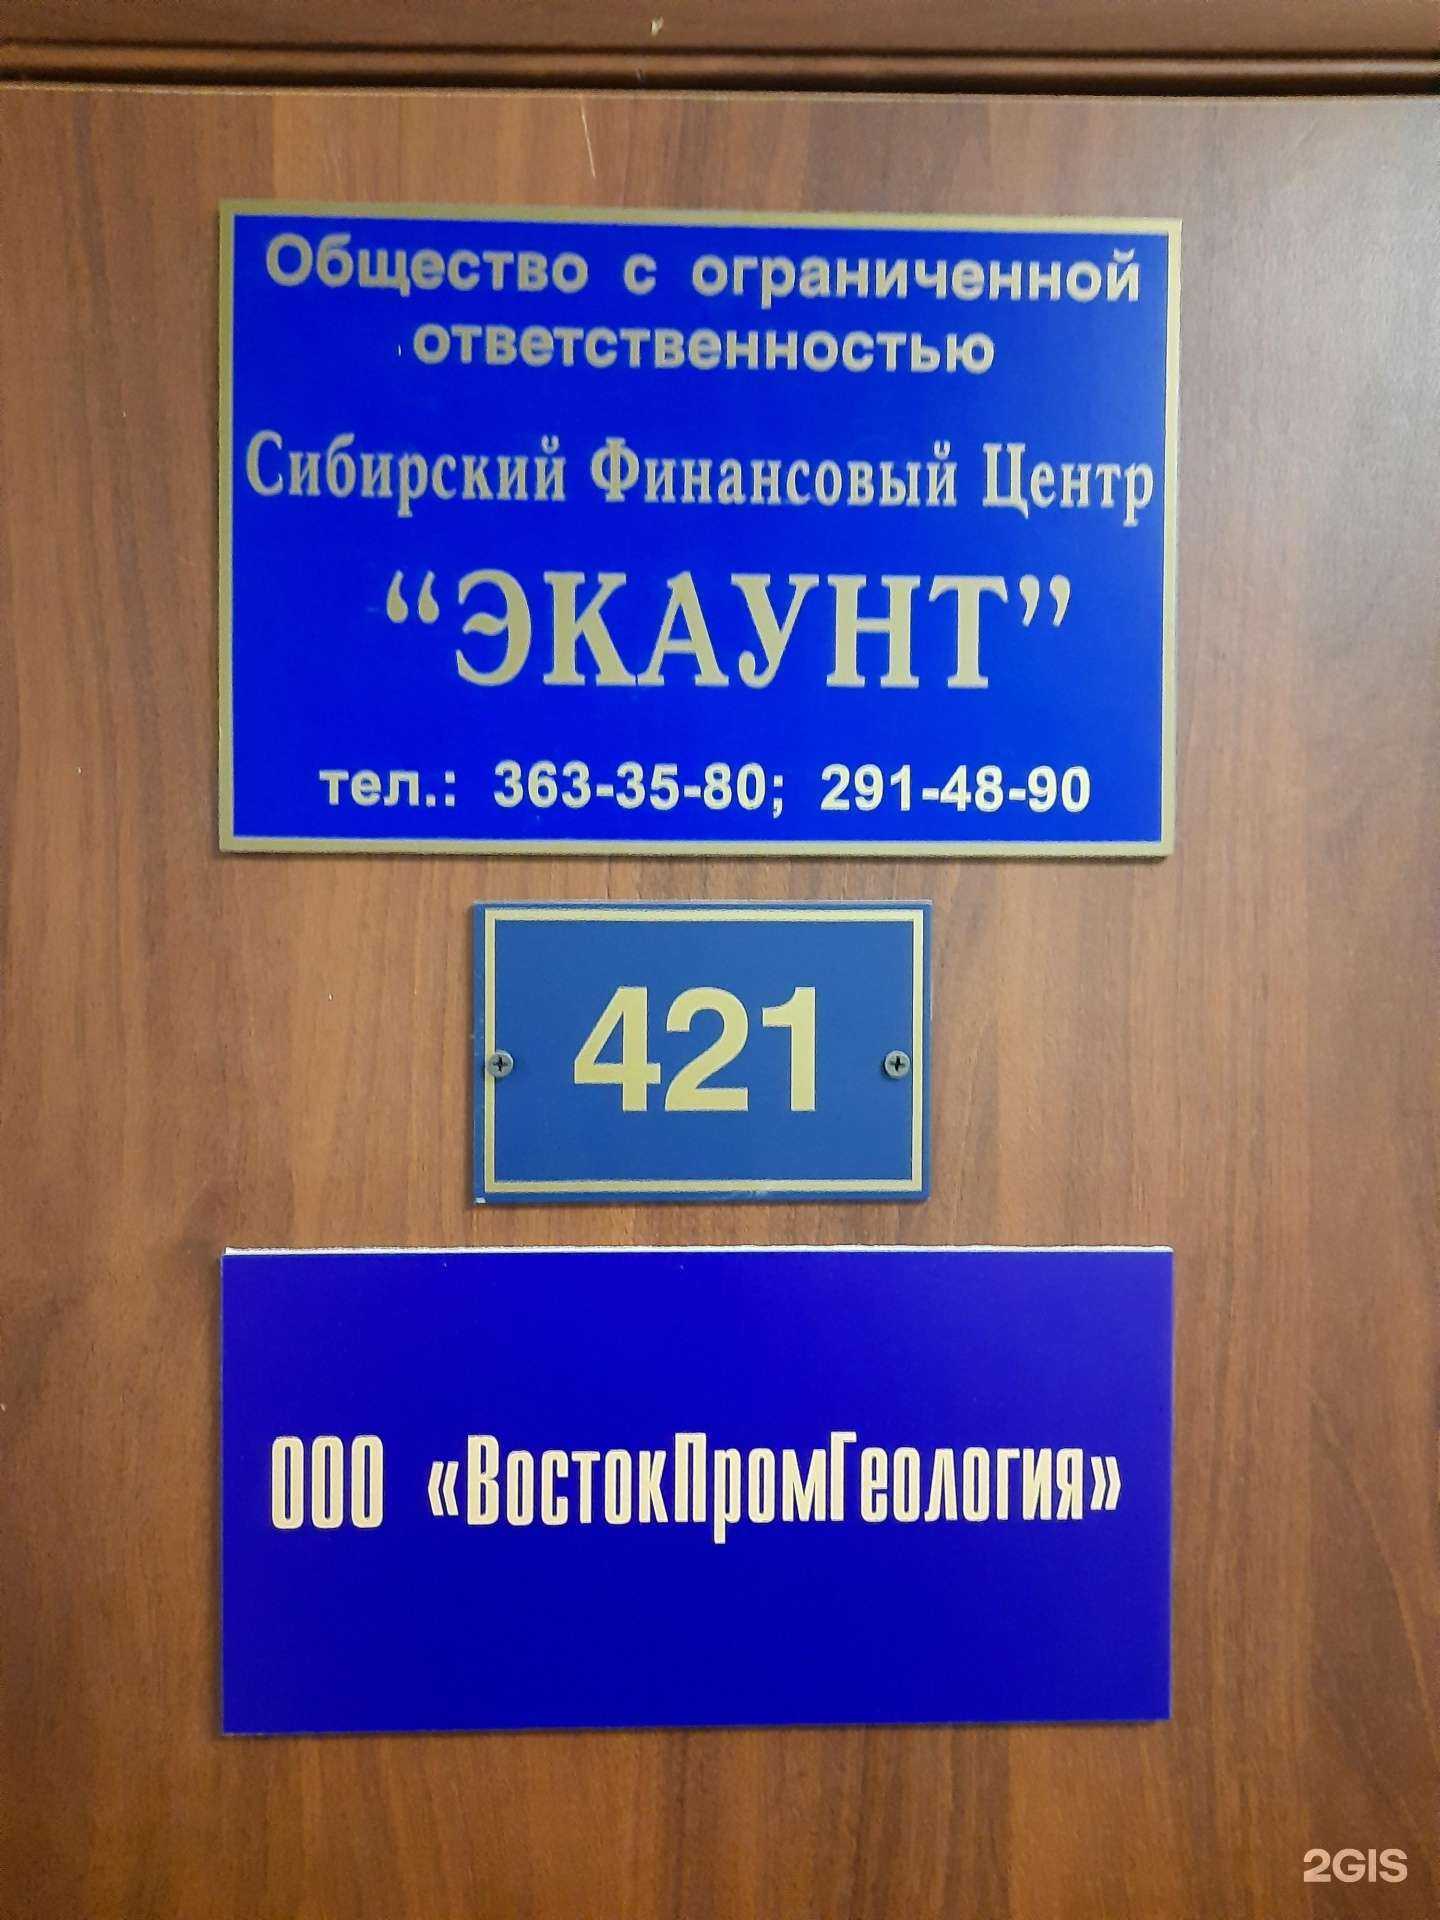 Общество с ограниченной
ответственностью
Сибирский Финансовый Центр
“ЭКАУНТ”
тел.: 363-35-80; 291-48-90
421
ООО «ВостокПромГеология»
2GIS